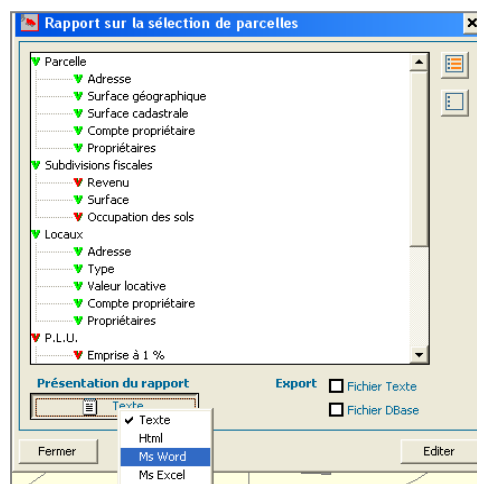 Rapport sur la sélection de parcelles
Parcelle
Adresse
Surface géographique
Surface cadastrale
Compte propriétaire
Propriétaires
Subdivisions fiscales
Revenu
Surface
Occupation des sols
Locaux
Adresse
Type
Valeur locative
Compte propriétaire
Propriétaires
P.L.U.
Emprise à 1 %
Présentation du rapport
Export
Fichier Texte
Texte
Fichier DBase
Texte
Html
Ms Word
Ms Excel
Fermer
Editer